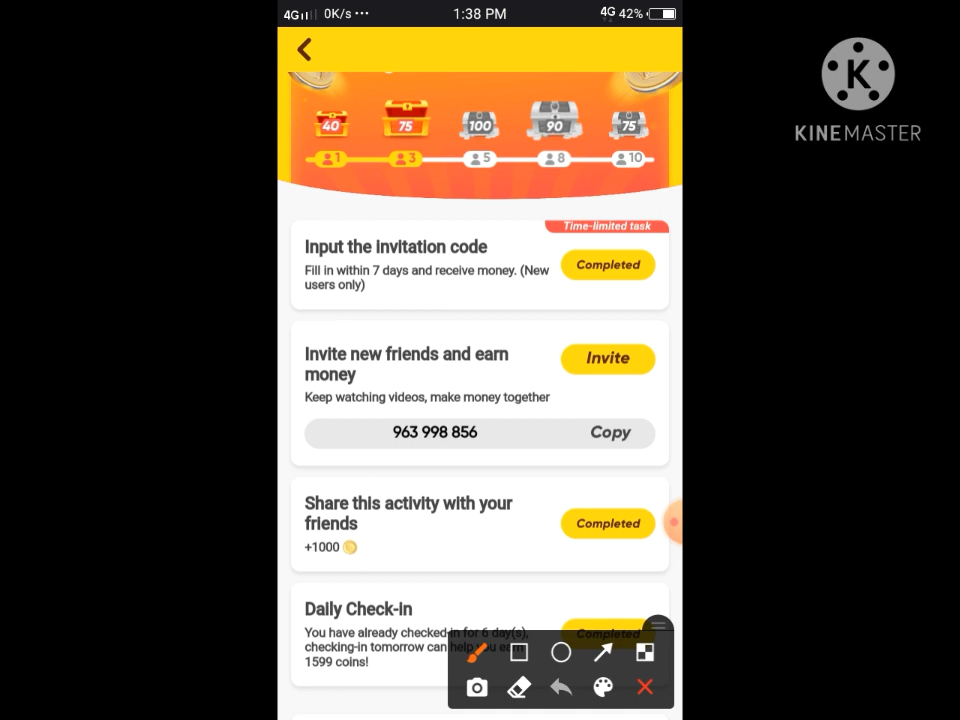 4G 0K/s ••• 1:38 PM 4G 42%
K
KINEMASTER
40 75 100 90 75
1 3 5 8 10
Time-limited task
Input the invitation code
Completed
Fill in within 7 days and receive money. (New
users only)
Invite new friends and earn
money
Invite
Keep watching videos, make money together
963 998 856 Copy
Share this activity with your
friends
Completed
+1000
Daily Check-in
Completed
You have already checked-in for 6 day(s),
checking-in tomorrow can help you earn
1599 coins!